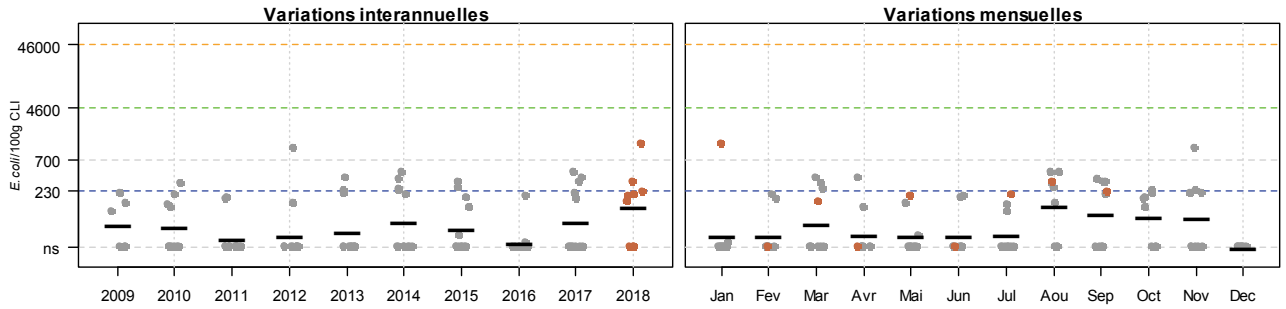 Variations interannuelles
Variations mensuelles
46000
4600
700
230
ns
E.coli/100g CLI
2009 2010 2011 2012 2013 2014 2015 2016 2017 2018
Jan Fev Mar Avr Mai Jun Jul Aou Sep Oct Nov Dec